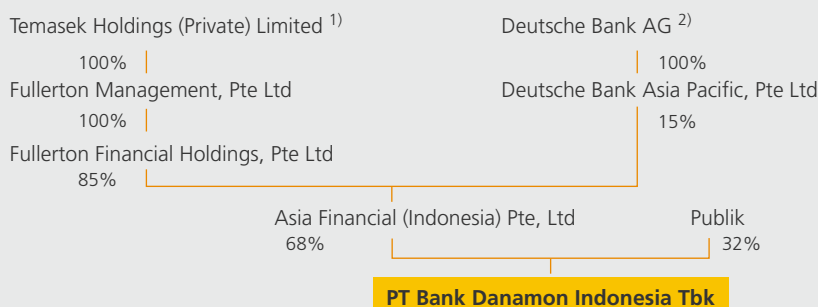 Temasek Holdings (Private) Limited 1)
Deutsche Bank AG 2)
100%
100%
Fullerton Management, Pte Ltd
Deutsche Bank Asia Pacific, Pte Ltd
100%
15%
Fullerton Financial Holdings, Pte Ltd
85%
Asia Financial (Indonesia) Pte, Ltd
Publik
68%
32%
PT Bank Danamon Indonesia Tbk